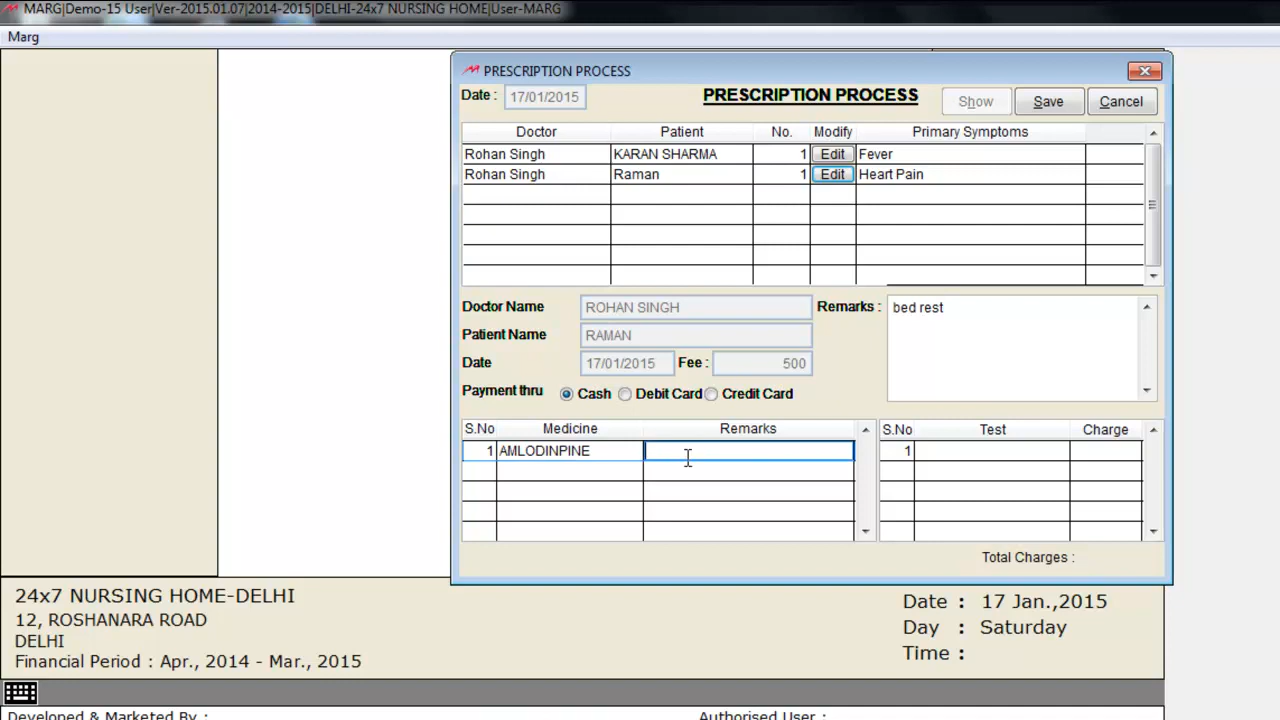 MARG|Demo-15 User|Ver-2015.01.07|2014-2015|DELHI-24x7 NURSING HOME|User-MARG
Marg
PRESCRIPTION PROCESS
Date : 17/01/2015 PRESCRIPTION PROCESS Show Save Cancel
Doctor Patient No. Modify Primary Symptoms
Rohan Singh KARAN SHARMA 1 Edit Fever
Rohan Singh Raman 1 Edit Heart Pain
Doctor Name ROHAN SINGH Remarks : bed rest
Patient Name RAMAN
Date 17/01/2015 Fee : 500
Payment thru Cash Debit Card Credit Card
S.No Medicine Remarks S.No Test Charge
1 AMLODINPINE 1
Total Charges :
24x7 NURSING HOME-DELHI
12, ROSHANARA ROAD
DELHI
Financial Period : Apr., 2014 - Mar., 2015
Date : 17 Jan.,2015
Day : Saturday
Time :
Developed & Marketed By : Authorised User :